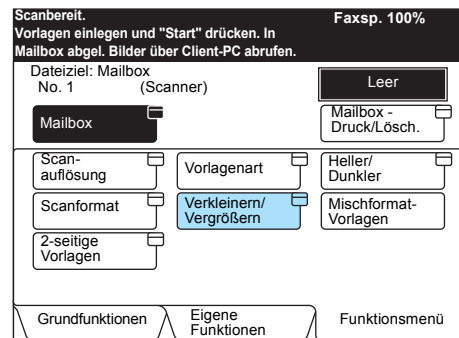 Scanbereit.
Faxsp. 100%
Vorlagen einlegen und "Start" drücken. In
Mailbox abgel. Bilder über Client-PC abrufen.
Dateiziel: Mailbox
No. 1 (Scanner)
Leer
Mailbox
Mailbox -
Druck/Lösch.
Scan-
auflösung
Vorlagenart
Heller/
Dunkler
Scanformat
Verkleinern/
Vergrößern
Mischformat-
Vorlagen
2-seitige
Vorlagen
Grundfunktionen
Eigene
Funktionen
Funktionsmenü